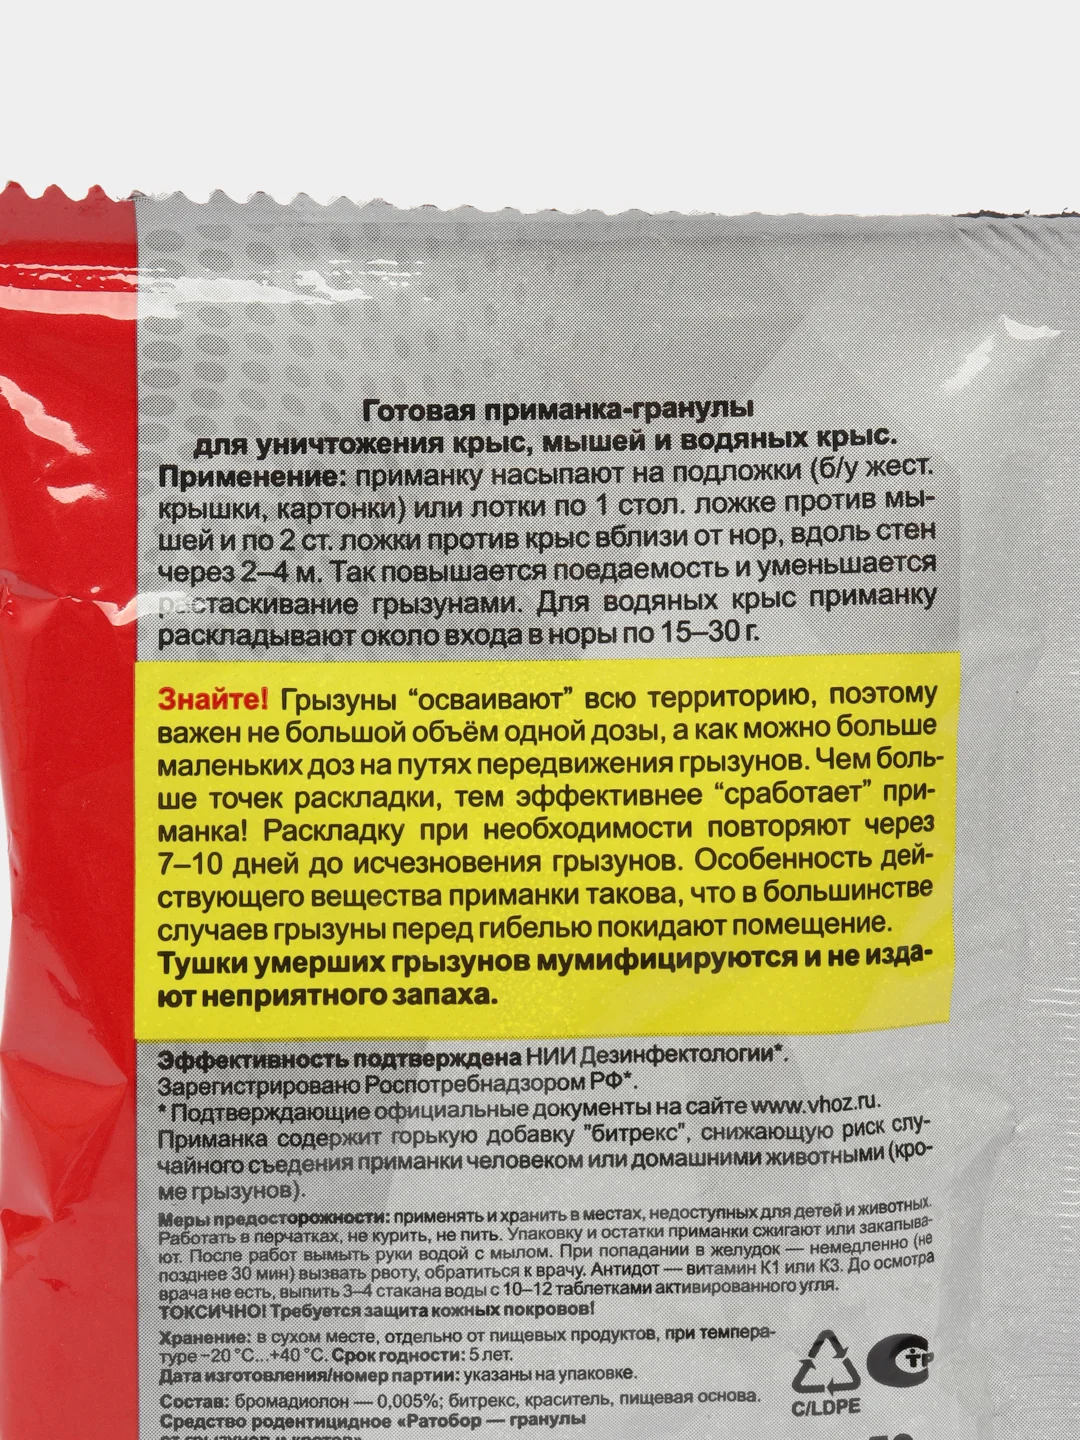 Готовая приманка-гранулы
для уничтожения крыс, мышей и водяных крыс.
Применение: приманку насыпают на подложки (б/у жест.
крышки, картонки) или лотки по 1 стол. ложке против мы-
шей и по 2 ст. ложки против крыс вблизи от нор, вдоль стен
через 2–4 м. Так повышается поедаемость и уменьшается
растаскивание грызунами. Для водяных крыс приманку
раскладывают около входа в норы по 15–30 г.
Знайте! Грызуны “осваивают” всю территорию, поэтому
важен не большой объём одной дозы, а как можно больше
маленьких доз на путях передвижения грызунов. Чем боль-
ше точек раскладки, тем эффективнее “сработает” при-
манка! Раскладку при необходимости повторяют через
7–10 дней до исчезновения грызунов. Особенность дей-
ствующего вещества приманки такова, что в большинстве
случаев грызуны перед гибелью покидают помещение.
Тушки умерших грызунов мумифицируются и не изда-
ют неприятного запаха.
Эффективность подтверждена НИИ Дезинфектологии*.
Зарегистрировано Роспотребнадзором РФ*.
* Подтверждающие официальные документы на сайте www.vhoz.ru.
Приманка содержит горькую добавку "битрекс", снижающую риск слу-
чайного съедения приманки человеком или домашними животными (кро-
ме грызунов).
Меры предосторожности: применять и хранить в местах, недоступных для детей и животных.
Работать в перчатках, не курить, не пить. Упаковку и остатки приманки сжигают или закапыва-
ют. После работ вымыть руки водой с мылом. При попадании в желудок — немедленно (не
позднее 30 мин) вызвать рвоту, обратиться к врачу. Антидот — витамин К1 или К3. До осмотра
врача не есть, выпить 3–4 стакана воды с 10–12 таблетками активированного угля.
ТОКСИЧНО! Требуется защита кожных покровов!
Хранение: в сухом месте, отдельно от пищевых продуктов, при темпера-
туре –20 °С...+40 °С. Срок годности: 5 лет.
Дата изготовления/номер партии: указаны на упаковке.
Состав: бромадиолон — 0,005%; битрекс, краситель, пищевая основа.
Средство родентицидное «Ратобор — гранулы
от грызунов и кротов»
C/LDPE